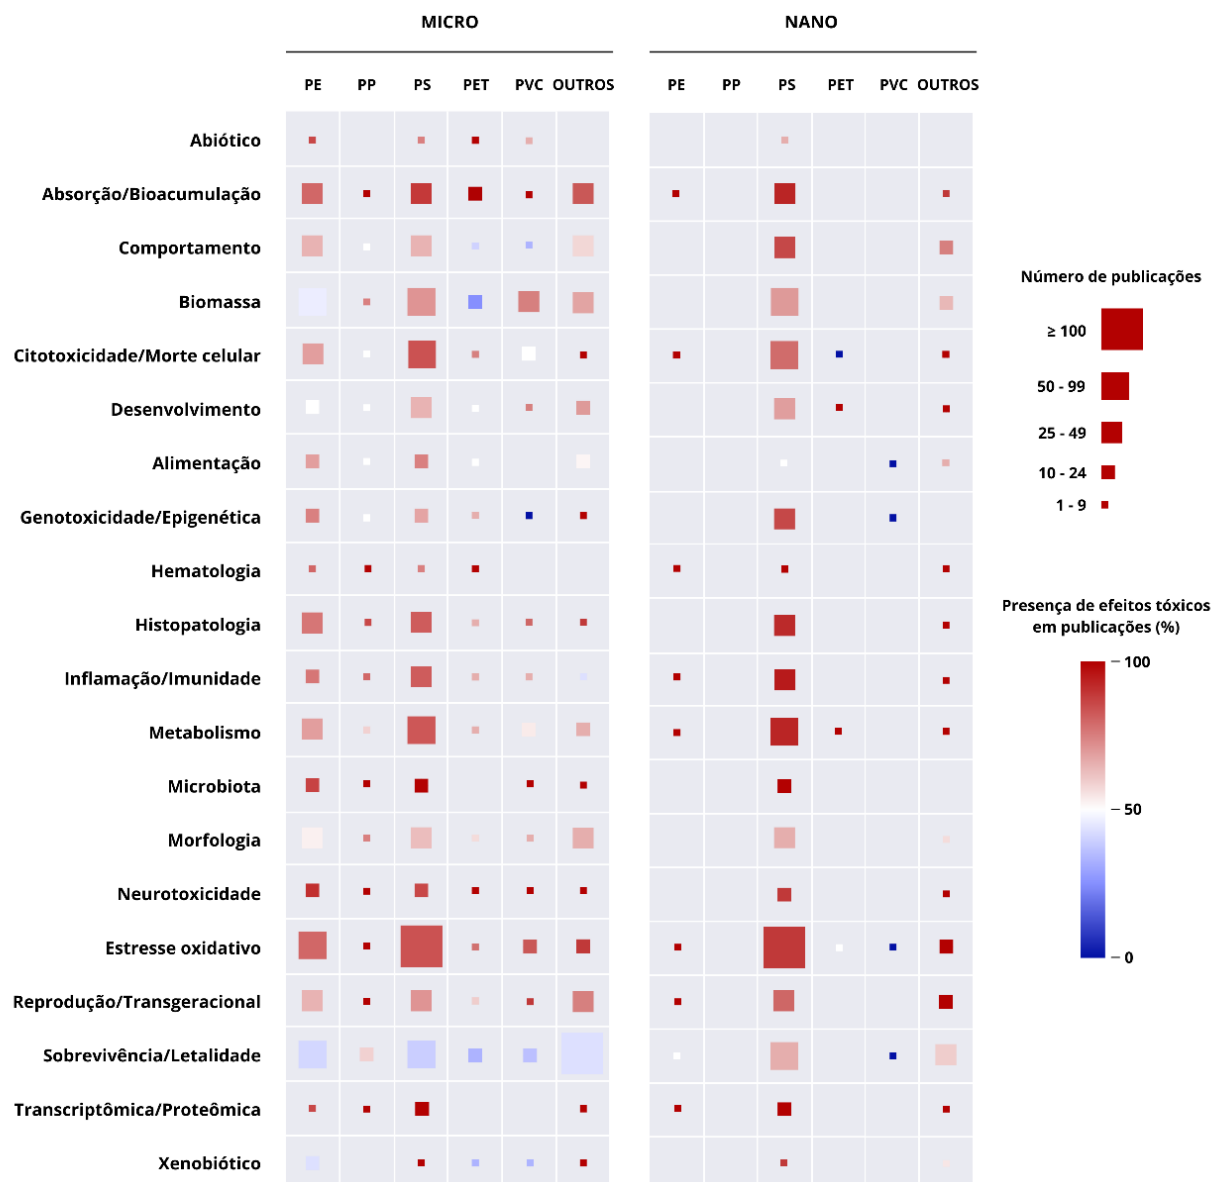 MICRO
NANO
PE PP PS PET PVC OUTROS
PE PP PS PET PVC OUTROS
Abiótico
Absorção/Bioacumulação
Comportamento
Biomassa
Citotoxicidade/Morte celular
Desenvolvimento
Alimentação
Genotoxicidade/Epigenética
Hematologia
Histopatologia
Inflamação/Imunidade
Metabolismo
Microbiota
Morfologia
Neurotoxicidade
Estresse oxidativo
Reprodução/Transgeracional
Sobrevivência/Letalidade
Transcriptômica/Proteômica
Xenobiótico
Número de publicações
≥ 100
50 - 99
25 - 49
10 - 24
1 - 9
Presença de efeitos tóxicos
em publicações (%)
100
50
0